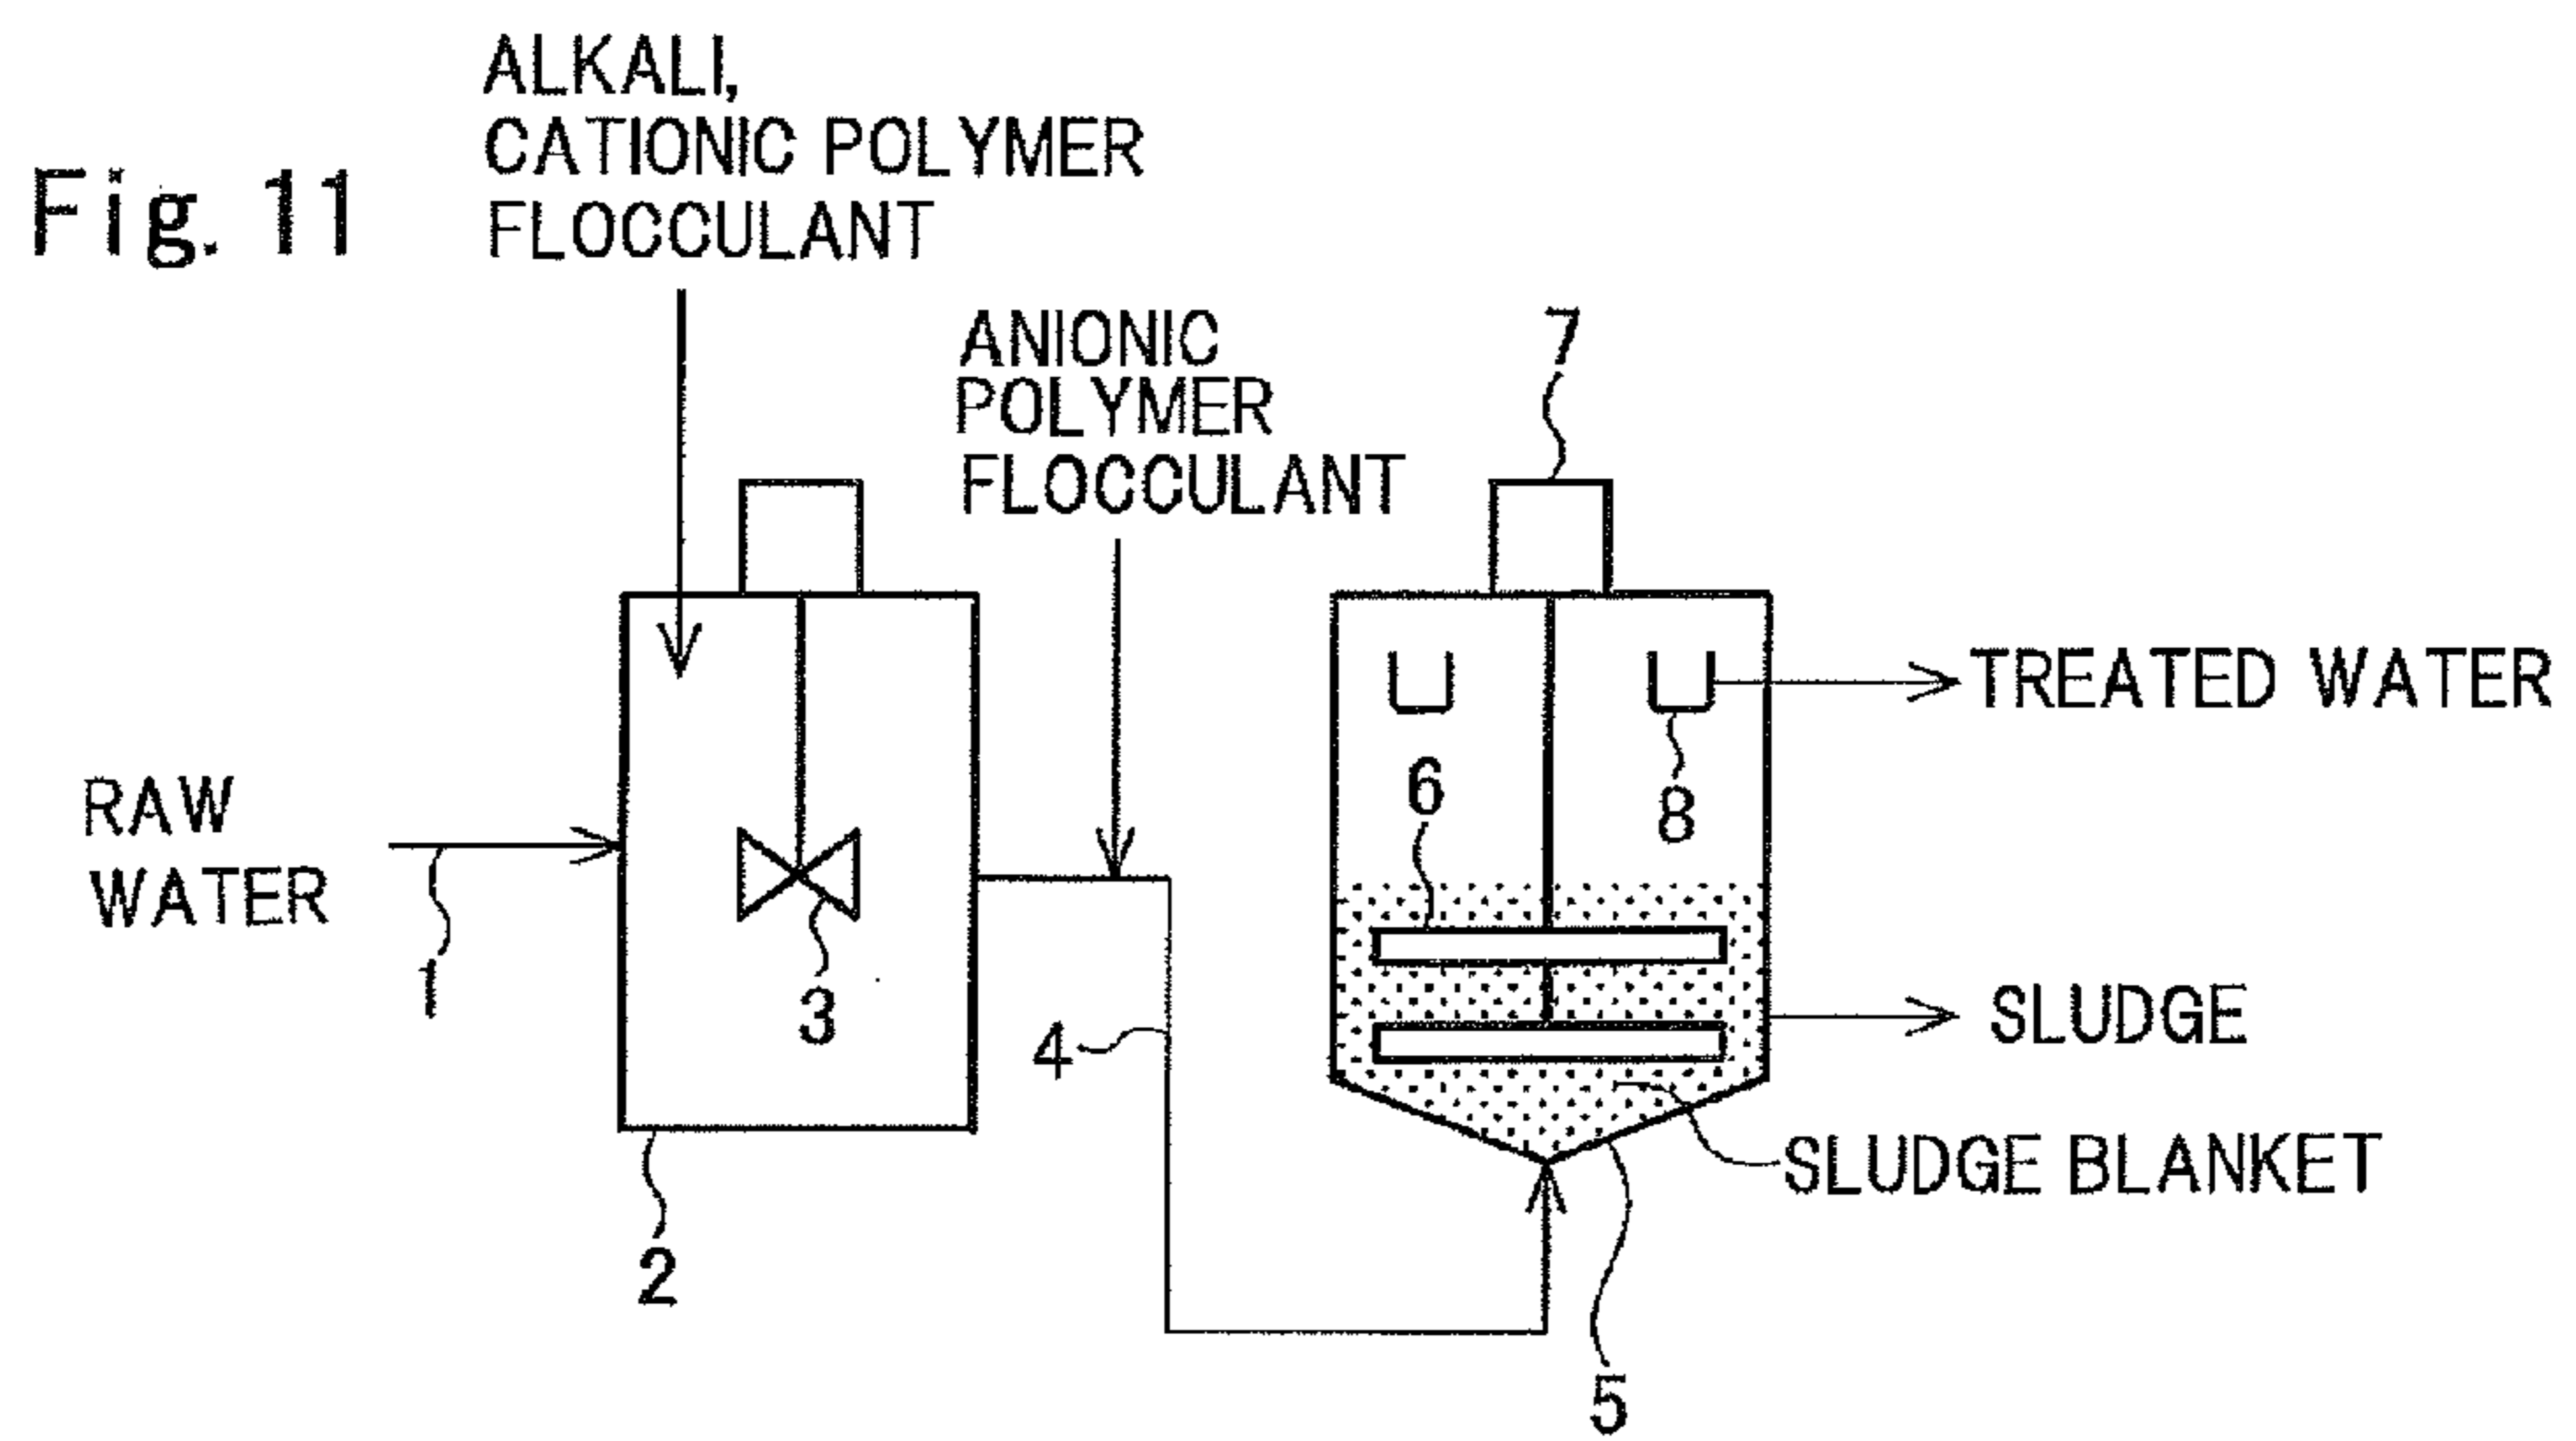 Fig. 11
ALKALI,
CATIONIC POLYMER
FLOCCULANT
ANIONIC
POLYMER
FLOCCULANT
7
TREATED WATER
6
8
RAW
WATER
1
3
4
SLUDGE
SLUDGE BLANKET
2
5